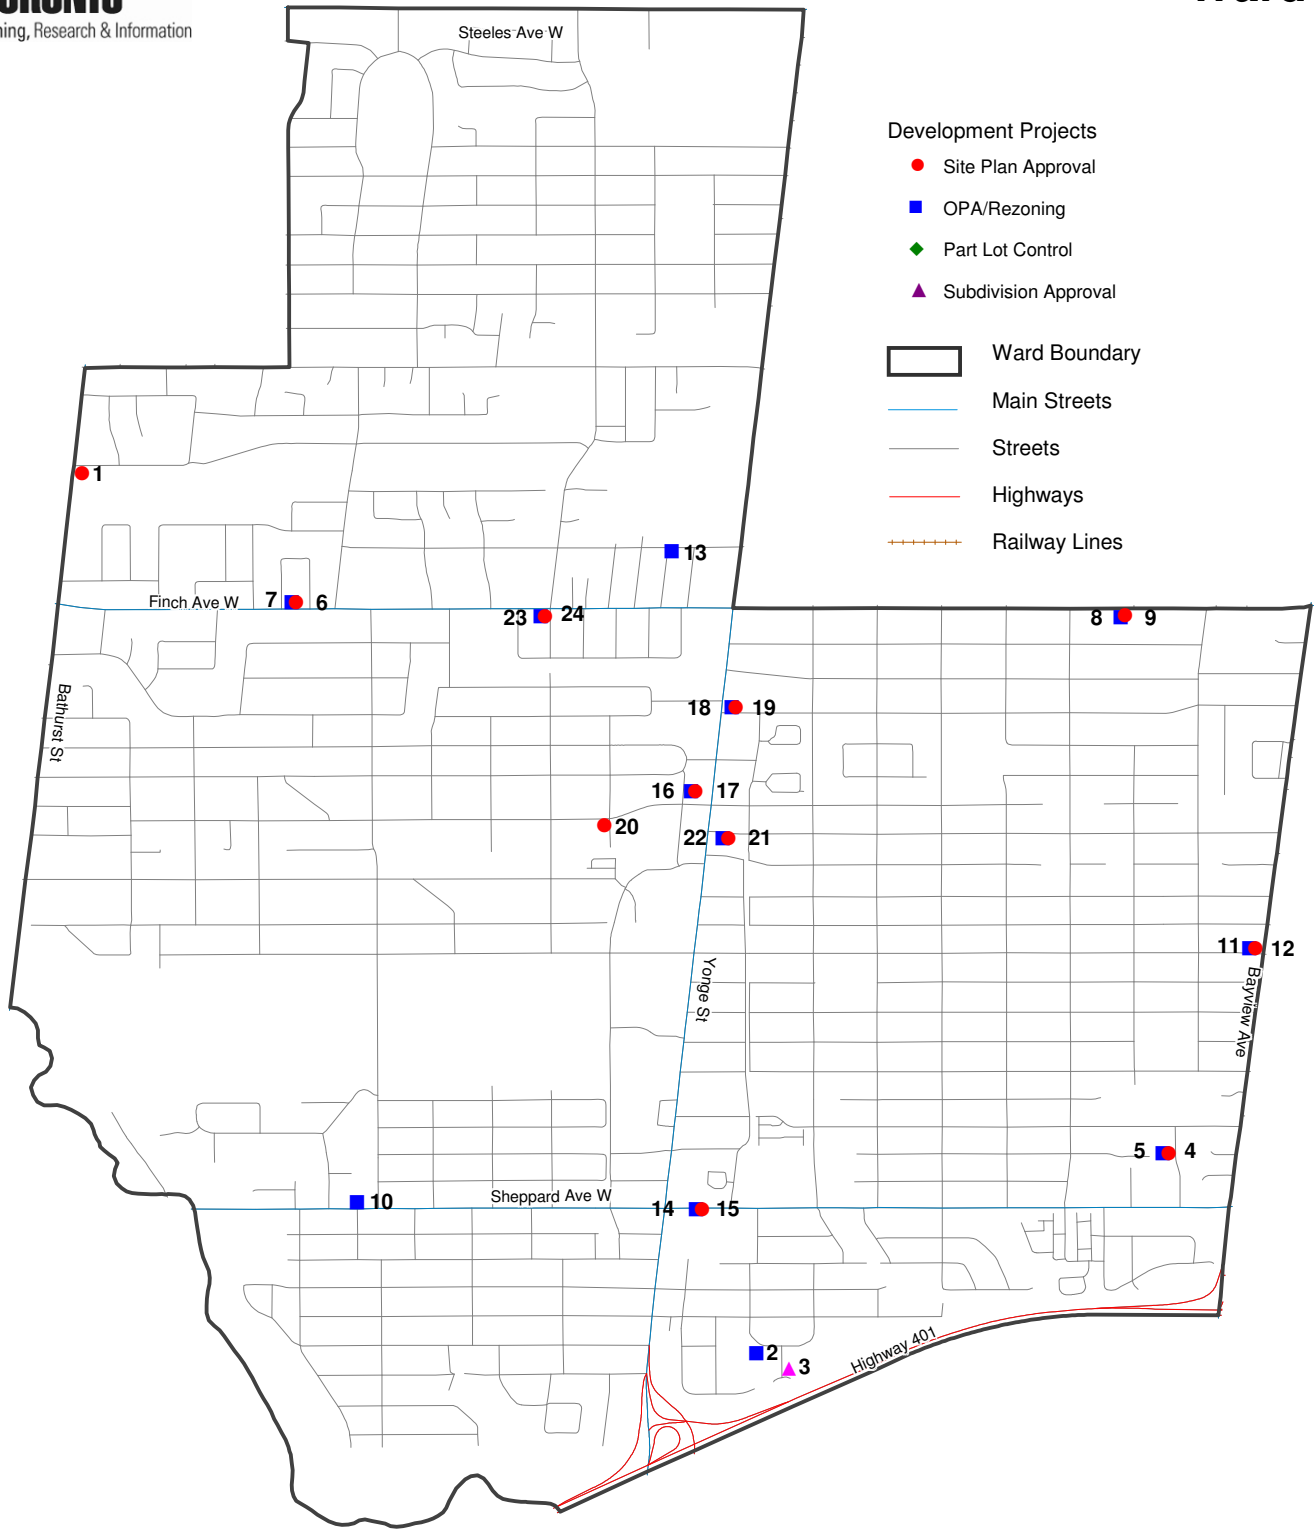 Research & Information
Steeles Ave W
Development Projects
Site Plan Approval
OPA/Rezoning
Part Lot Control
Subdivision Approval
Ward Boundary
Main Streets
Streets
Highways
Railway Lines
1
13
Finch Ave W
7 6
23 24
8 9
18 19
Bathurst St
16 17
20
22 21
11 12
Yonge St
Bayview Ave
5 4
10
Sheppard Ave W
14 15
2
3
Highway 401